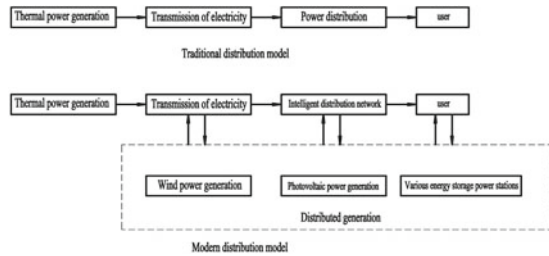 Thermal power generation
Transmission of electricity
Power distribution
user
Traditional distribution model
Thermal power generation
Transmission of electricity
Intelligent distribution network
user
Wind power generation
Photovoltaic power generation
Various energy storage power stations
Distributed generation
Modern distribution model